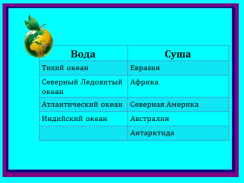 Вода Суша
Тихий океан Евразия
Северный Ледовитый Африка
океан
Атлантический океан Северная Америка
Индийский океан Австралия
Антарктида